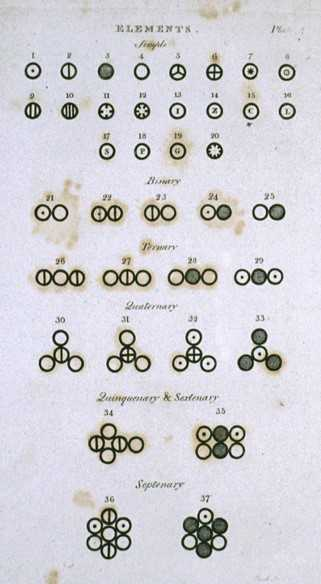 ELEMENTS.
Simple
1 2 3 4 5 6 7 8
9 10 11 12 13 14 15 16
I Z C L
17 18 19 20
S P G
Binary
21 22 23 24 25
Ternary
26 27 28 29
Quaternary
30 31 32 33
Quinquenary & Sextenary
34 35
Septenary
36 37